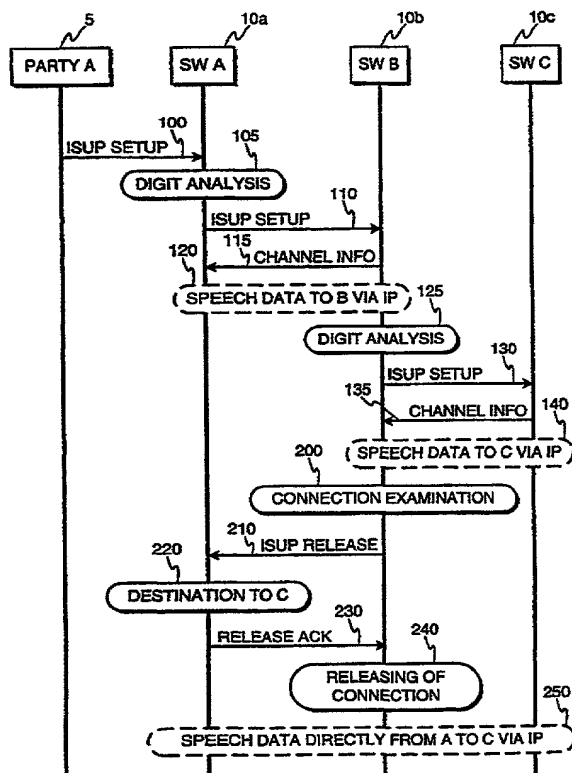 5
10a
10b
10c
PARTY A
SW A
SW B
SW C
100
105
ISUP SETUP
DIGIT ANALYSIS
110
ISUP SETUP
115
CHANNEL INFO
120
SPEECH DATA TO B VIA IP
125
DIGIT ANALYSIS
130
ISUP SETUP
135
CHANNEL INFO
140
SPEECH DATA TO C VIA IP
200
CONNECTION EXAMINATION
210
ISUP RELEASE
220
DESTINATION TO C
230
RELEASE ACK
240
RELEASING OF
CONNECTION
250
SPEECH DATA DIRECTLY FROM A TO C VIA IP